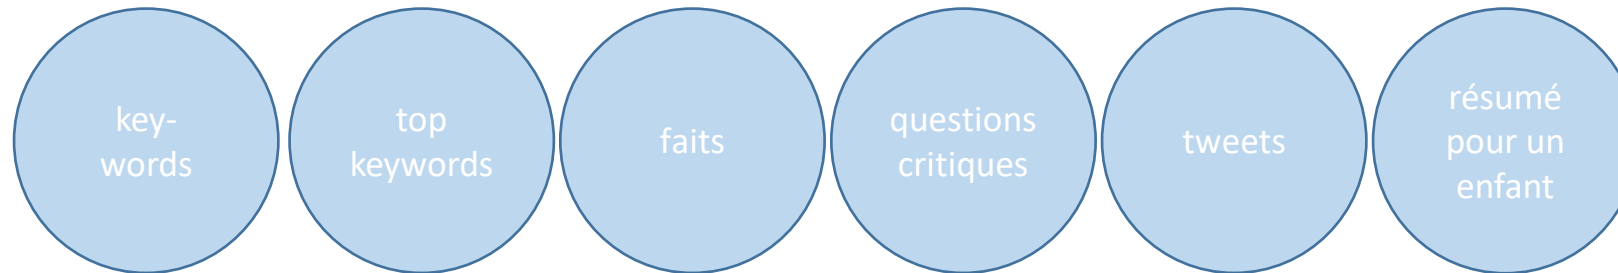 key-
words
top
keywords
faits
questions
critiques
tweets
résumé
pour un
enfant